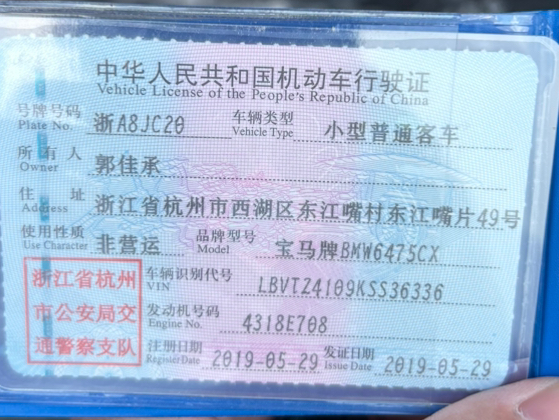 中华人民共和国机动车行驶证
Vehicle License of the People's Republic of China
号牌号码 浙A8JC20 车辆类型 小型普通客车
Plate No. Vehicle Type
所有人 郭佳承
Owner
住址 浙江省杭州市西湖区东江嘴村东江嘴片49号
Address
使用性质 非营运 品牌型号 宝马牌BMW6475CX
Use Character Model
浙江省杭州 车辆识别代号 LBVTZ4109KSS36336
VIN
市公安局交 发动机号码 4318E708
Engine No.
通警察支队 注册日期 2019-05-29 发证日期 2019-05-29
Register Date Issue Date